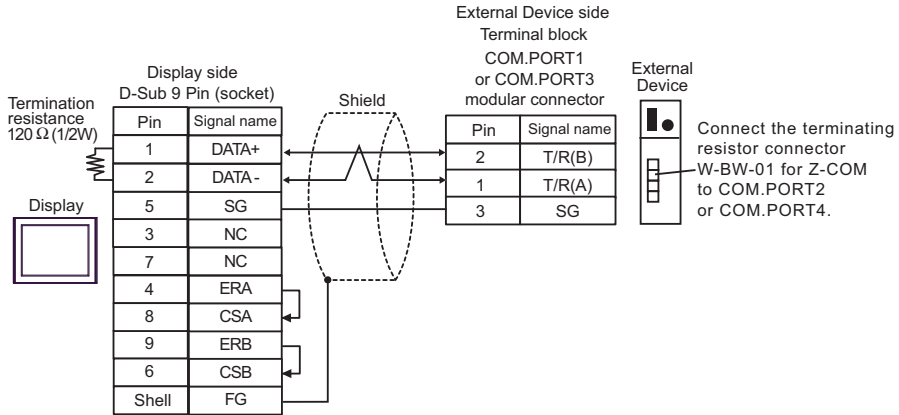 External Device side
Terminal block
COM.PORT1
or COM.PORT3
modular connector
Display side
D-Sub 9 Pin (socket)
Shield
External
Device
Termination
resistance
120 Ω (1/2W)
Pin Signal name
1 DATA+
2 DATA-
5 SG
3 NC
7 NC
4 ERA
8 CSA
9 ERB
6 CSB
Shell FG
Display
Pin Signal name
2 T/R(B)
1 T/R(A)
3 SG
Connect the terminating
resistor connector
W-BW-01 for Z-COM
to COM.PORT2
or COM.PORT4.